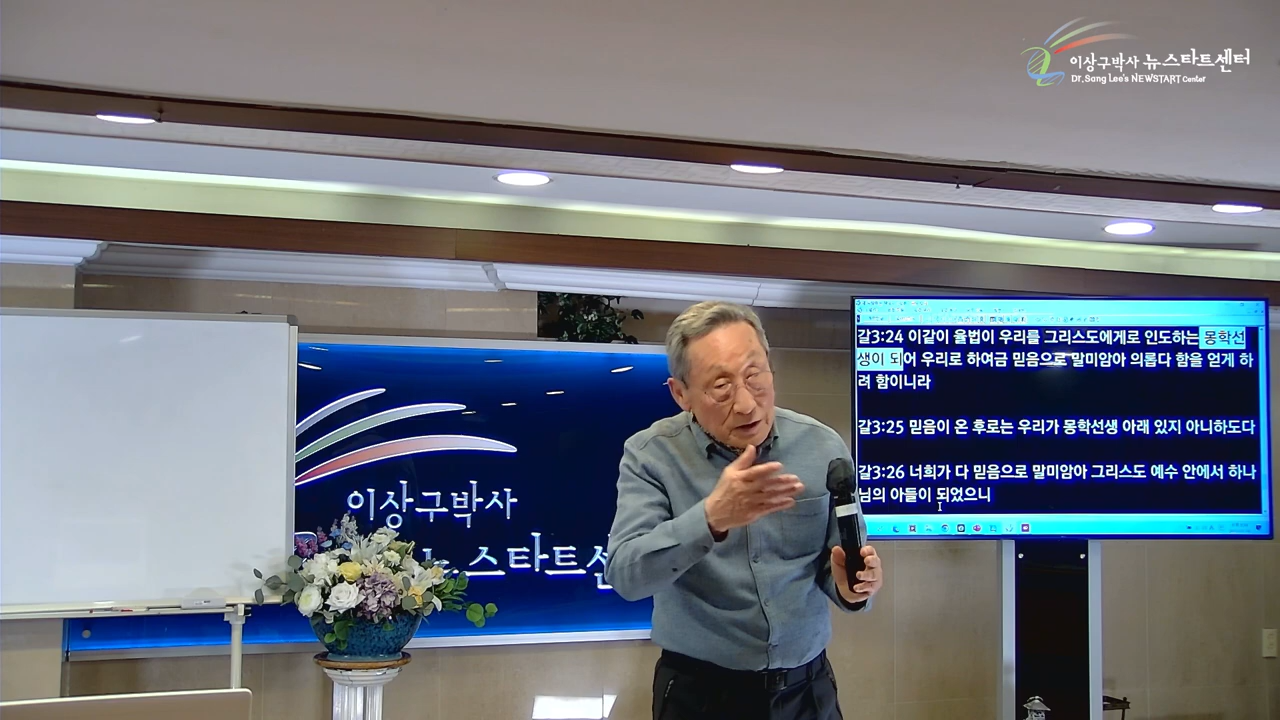 이상구박사 뉴스타트센터
Dr. Sang Lee's NEWSTART Center
갈3:24 이같이 율법이 우리를 그리스도에게로 인도하는 몽학선
생이 되어 우리로 하여금 믿음으로 말미암아 의롭다 함을 얻게 하
려 함이니라
갈3:25 믿음이 온 후로는 우리가 몽학선생 아래 있지 아니하도다
갈3:26 너희가 다 믿음으로 말미암아 그리스도 예수 안에서 하나
님의 아들이 되었으니
이상구박사
스타트센